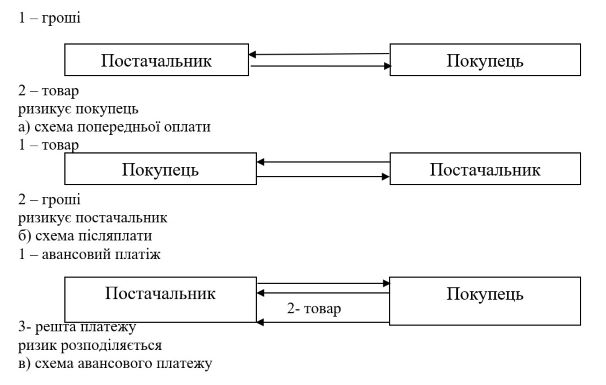 1 – гроші
Постачальник
Покупець
2 – товар
ризикує покупець
а) схема попередньої оплати
1 – товар
Покупець
Постачальник
2 – гроші
ризикує постачальник
б) схема післяплати
1 – авансовий платіж
Постачальник
Покупець
2- товар
3- решта платежу
ризик розподіляється
в) схема авансового платежу